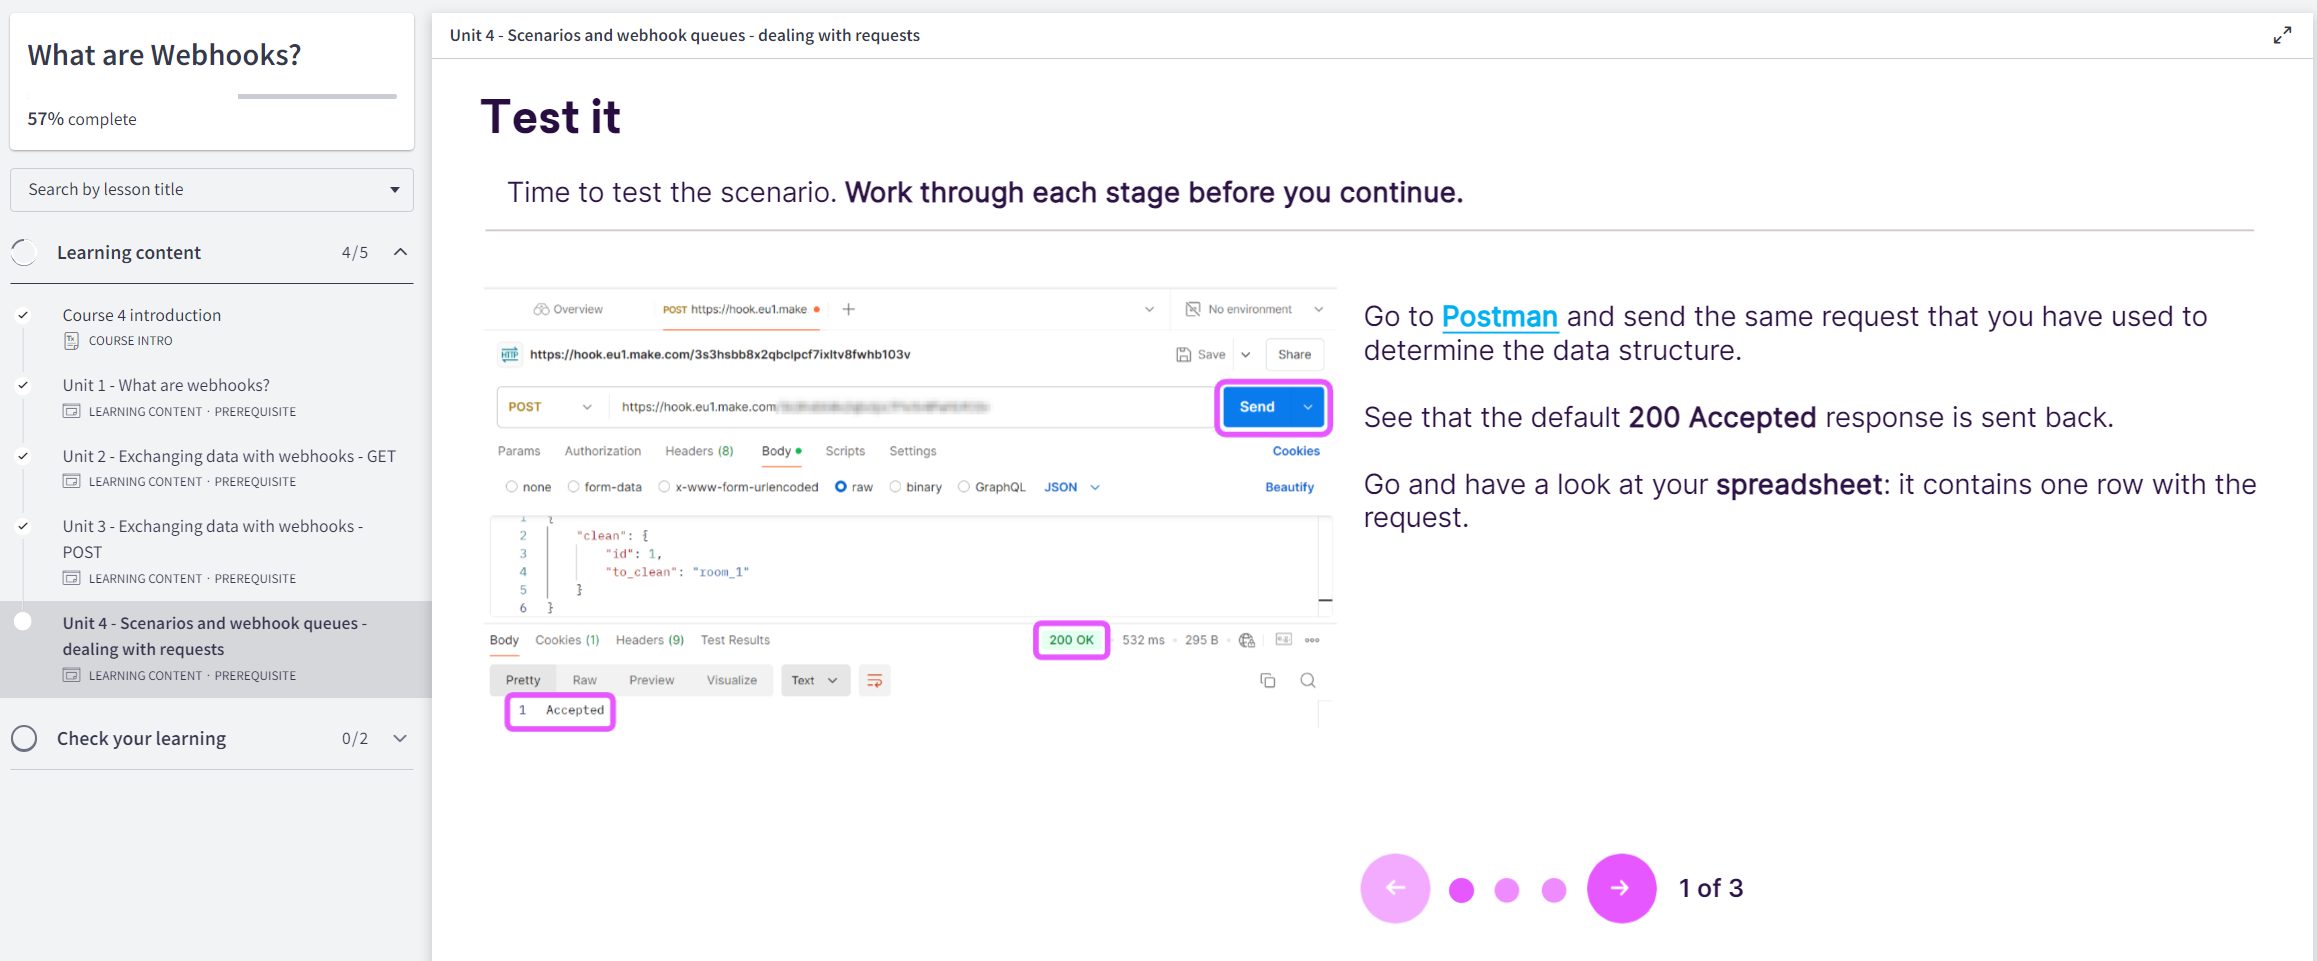 What are Webhooks?
57% complete
Search by lesson title
Learning content 4/5
Course 4 introduction
COURSE INTRO
Unit 1 - What are webhooks?
LEARNING CONTENT · PREREQUISITE
Unit 2 - Exchanging data with webhooks - GET
LEARNING CONTENT · PREREQUISITE
Unit 3 - Exchanging data with webhooks -
POST
LEARNING CONTENT · PREREQUISITE
Unit 4 - Scenarios and webhook queues -
dealing with requests
LEARNING CONTENT · PREREQUISITE
Check your learning 0/2
Unit 4 - Scenarios and webhook queues - dealing with requests
Test it
Time to test the scenario. Work through each stage before you continue.
Overview POST https://hook.eu1.make. No environment
HTTP https://hook.eu1.make.com/3s3hsbb8x2qbclpcf7ixltv8fwhb103v Save Share
POST https://hook.eu1.make.com Send
Params Authorization Headers (8) Body Scripts Settings Cookies
none form-data x-www-form-urlencoded raw binary GraphQL JSON Beautify
1 {
2 "clean": {
3 "id": 1,
4 "to_clean": "room_1"
5 }
6 }
Body Cookies (1) Headers (9) Test Results 200 OK 532 ms 295 B
Pretty Raw Preview Visualize Text
1 Accepted
Go to Postman and send the same request that you have used to
determine the data structure.
See that the default 200 Accepted response is sent back.
Go and have a look at your spreadsheet: it contains one row with the
request.
1 of 3